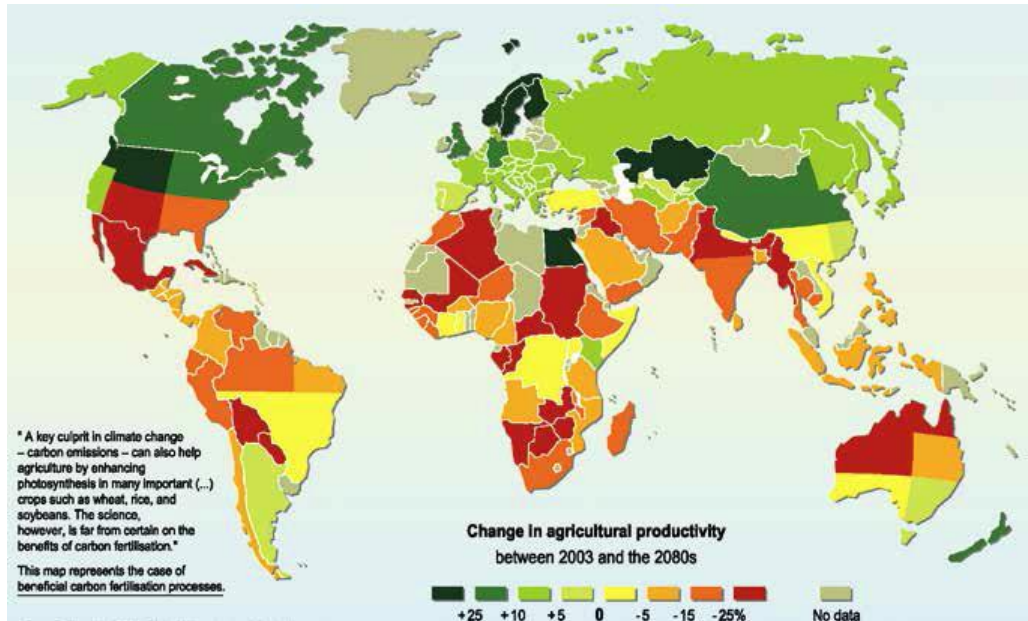 " A key culprit in climate change
– carbon emissions – can also help
agriculture by enhancing
photosynthesis in many important (...)
crops such as wheat, rice, and
soybeans. The science,
however, is far from certain on the
benefits of carbon fertilisation."
This map represents the case of
beneficial carbon fertilisation processes.
Change in agricultural productivity
between 2003 and the 2080s
+25 +10 +5 0 -5 -15 -25% No data